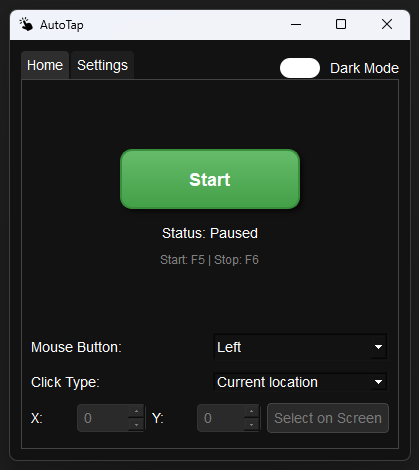 AutoTap
Home Settings Dark Mode
Start
Status: Paused
Start: F5 | Stop: F6
Mouse Button: Left
Click Type: Current location
X: 0 Y: 0 Select on Screen